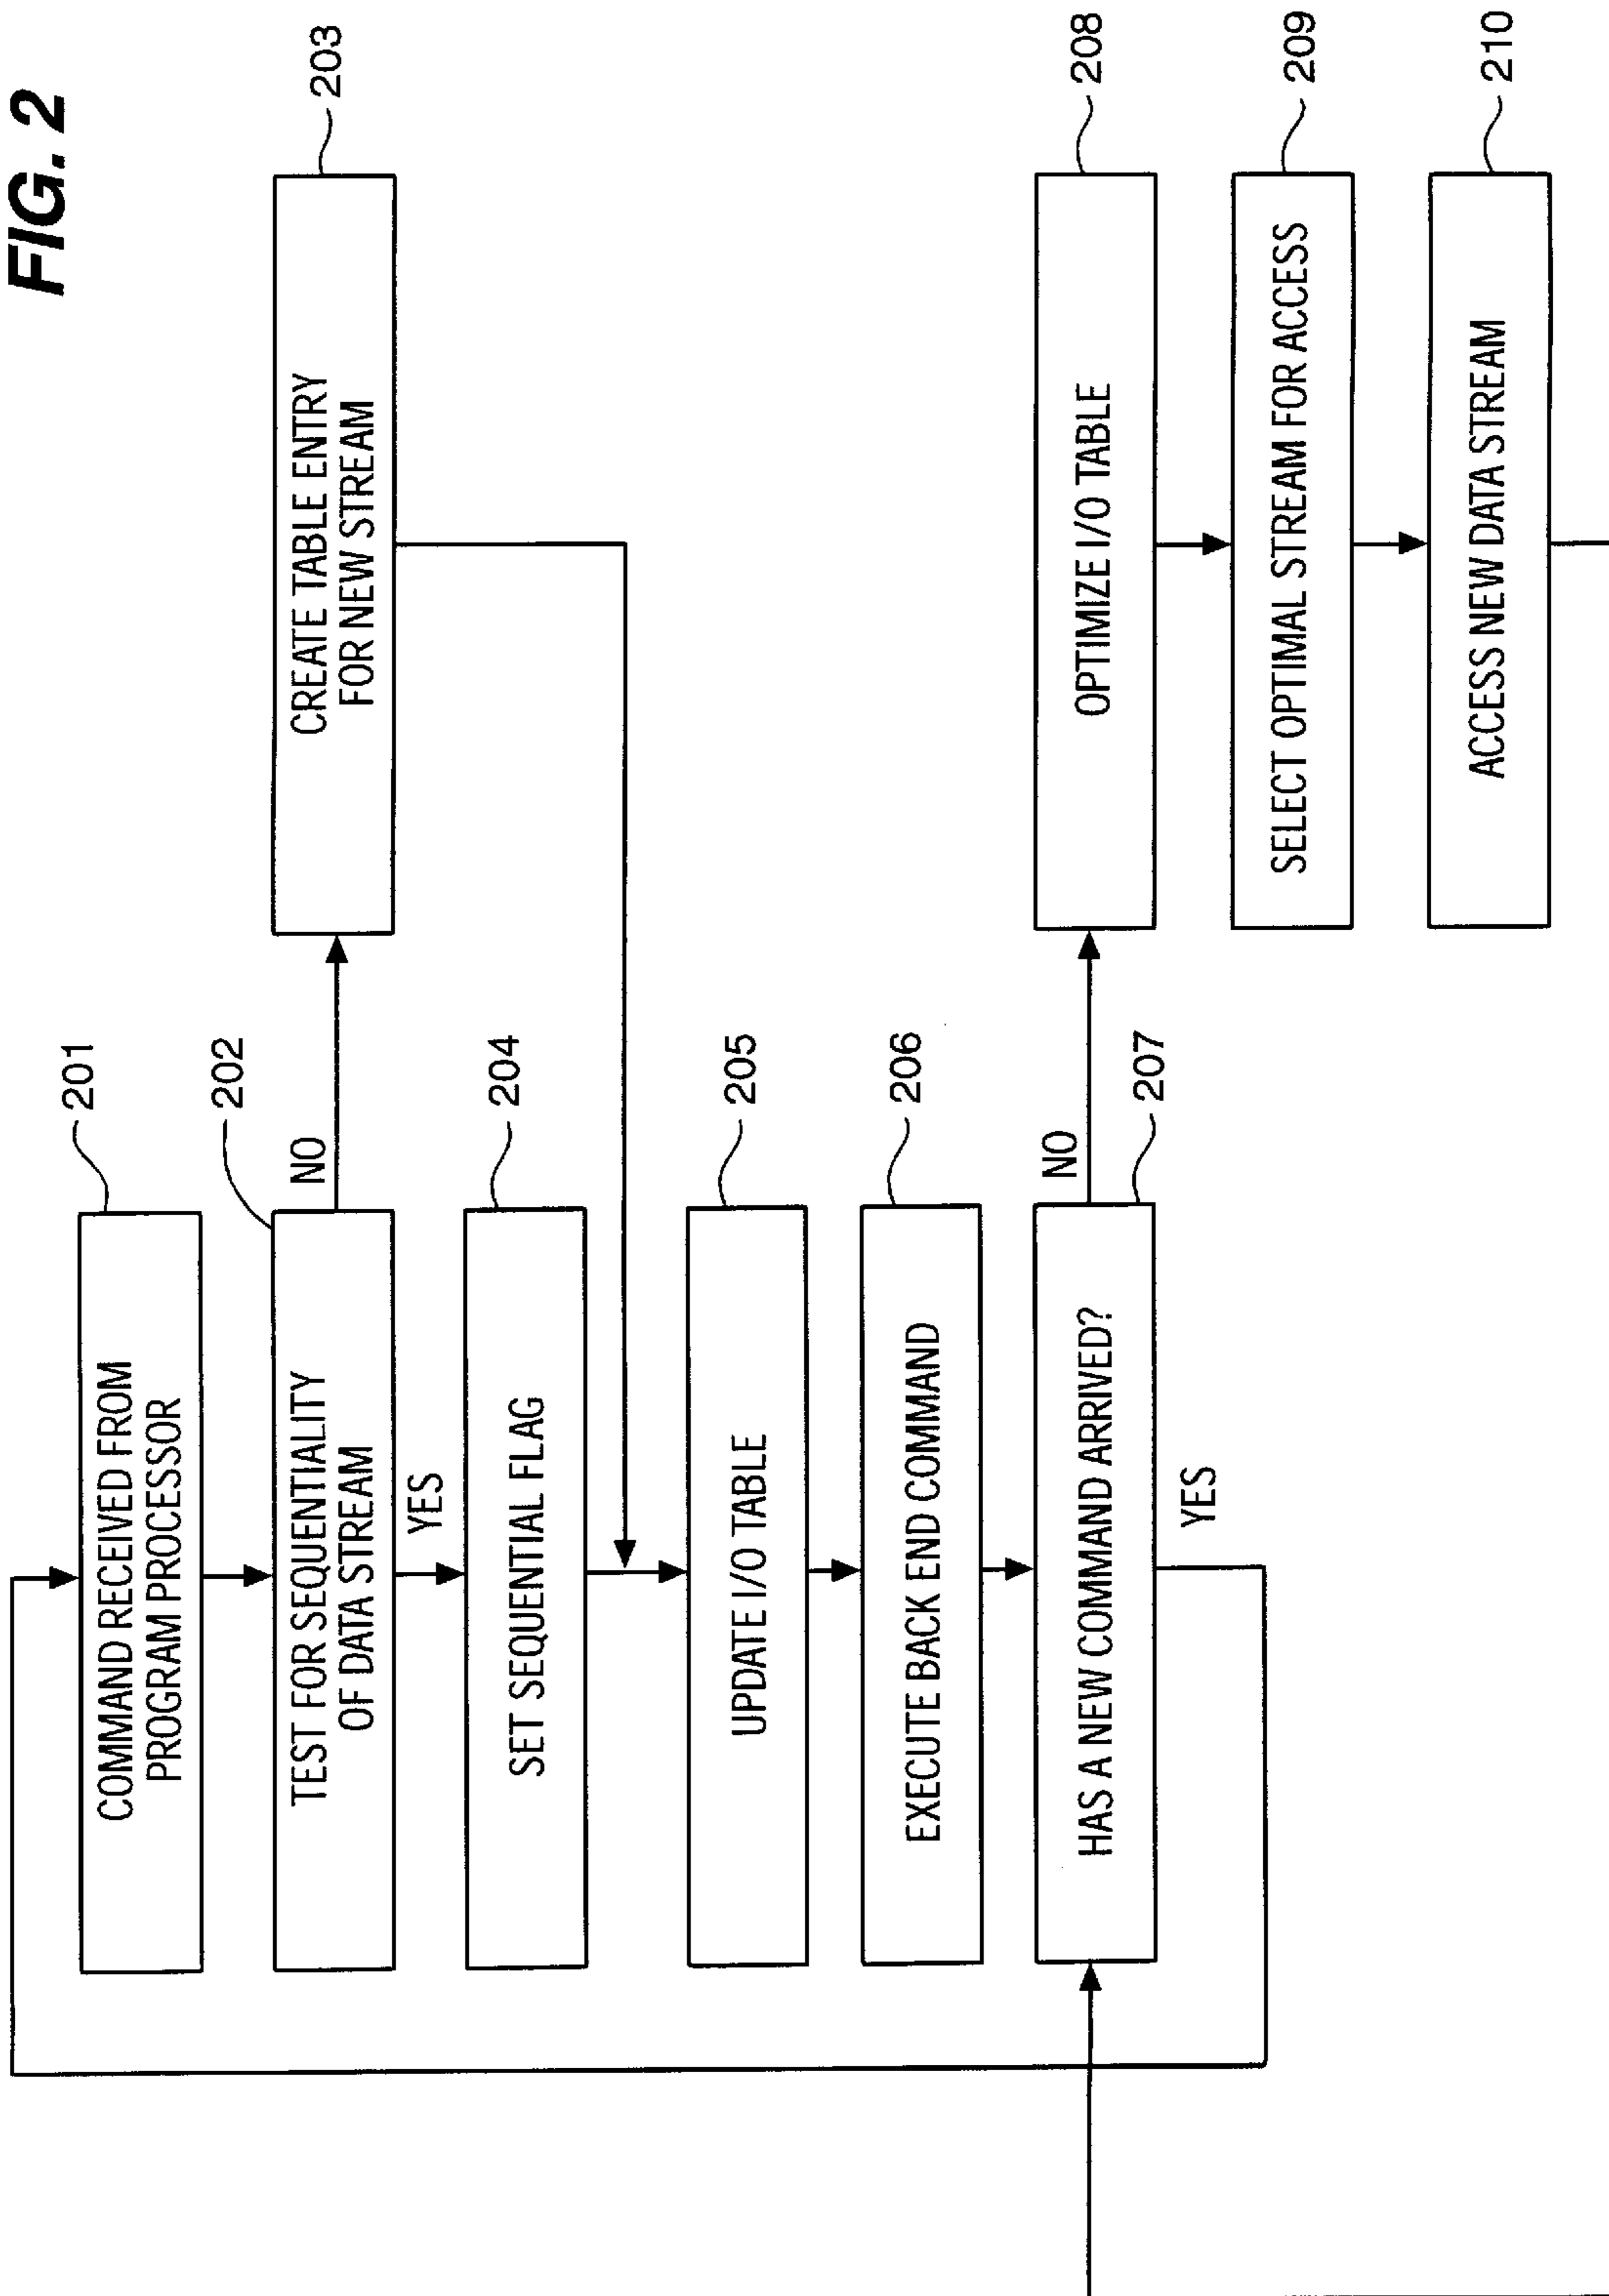 FIG. 2
201
COMMAND RECEIVED FROM
PROGRAM PROCESSOR
202
TEST FOR SEQUENTIALITY
OF DATA STREAM
NO
203
CREATE TABLE ENTRY
FOR NEW STREAM
YES
204
SET SEQUENTIAL FLAG
205
UPDATE I/O TABLE
206
EXECUTE BACK END COMMAND
207
HAS A NEW COMMAND ARRIVED?
NO
YES
208
OPTIMIZE I/O TABLE
209
SELECT OPTIMAL STREAM FOR ACCESS
210
ACCESS NEW DATA STREAM